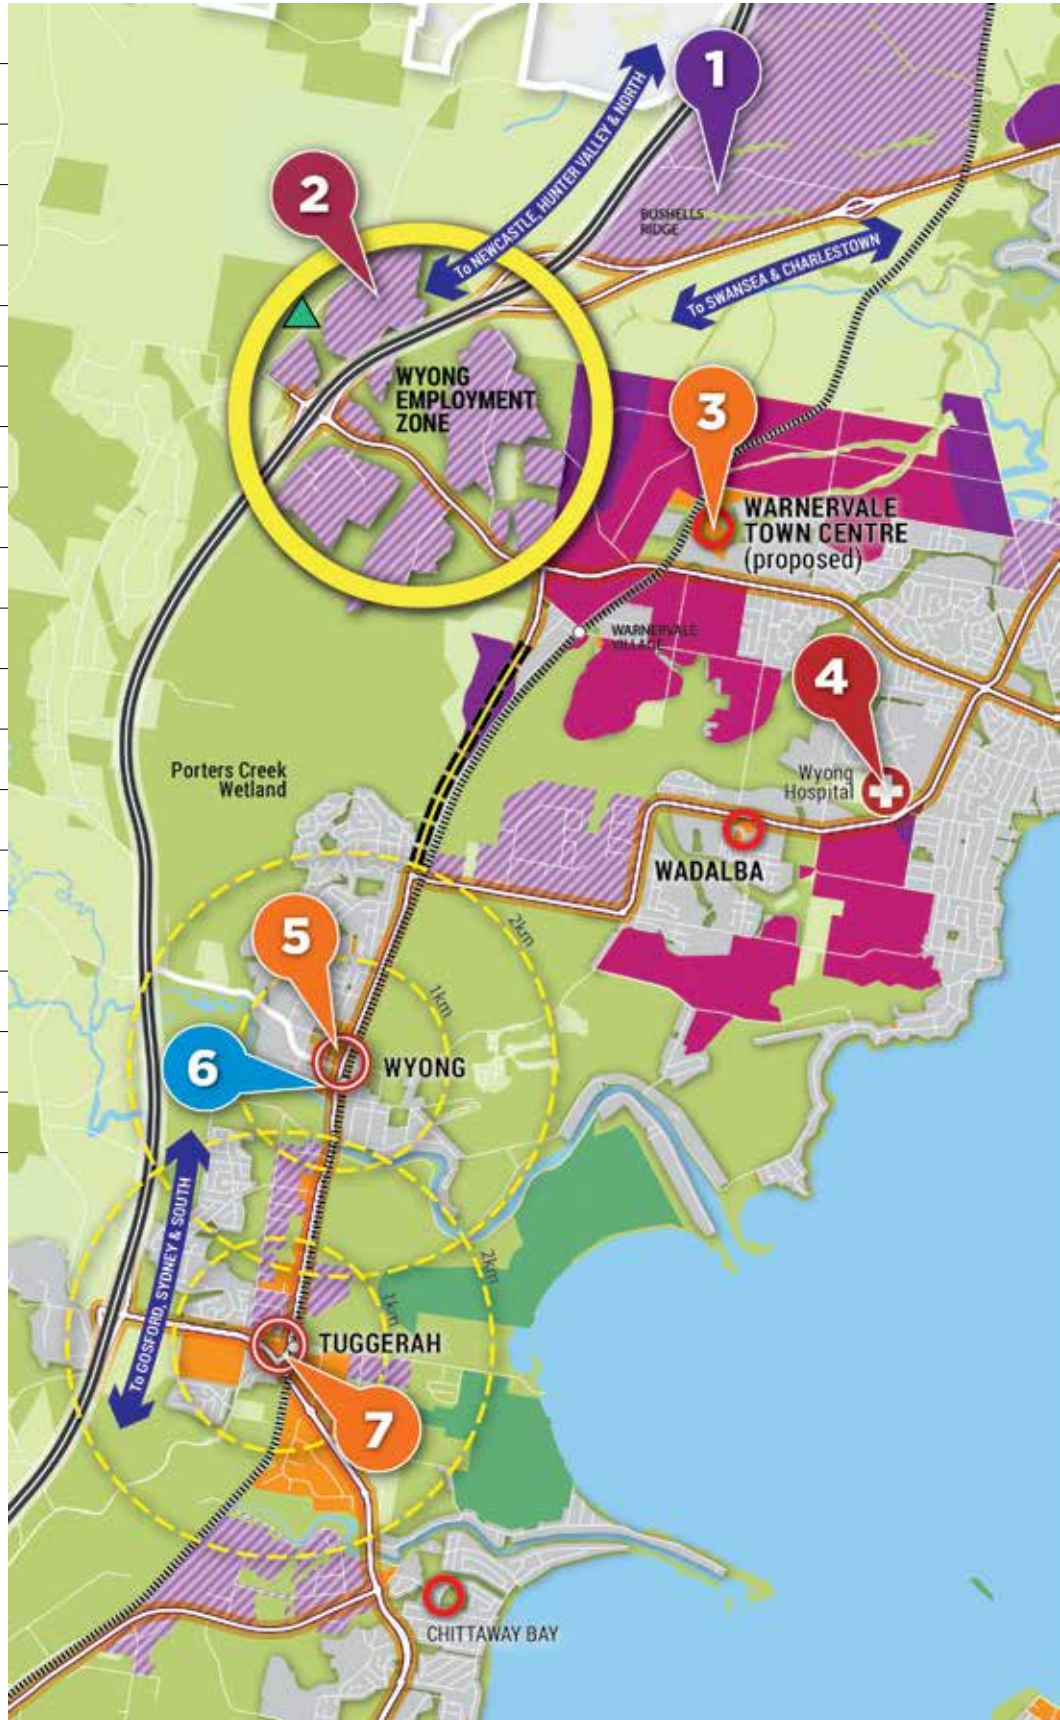 1
To NEWCASTLE, HUNTER VALLEY & NORTH
2
BUSHELLS
RIDGE
To SWANSEA & CHARLESTOWN
WYONG
EMPLOYMENT
ZONE
3
WARNERVALE
TOWN CENTRE
(proposed)
WARNERVALE
VILLAGE
4
Porters Creek
Wetland
Wyong
Hospital
WADALBA
5
2km
1km
6
WYONG
To GOSFORD, SYDNEY & SOUTH
2km
1km
TUGGERAH
7
CHITTAWAY BAY